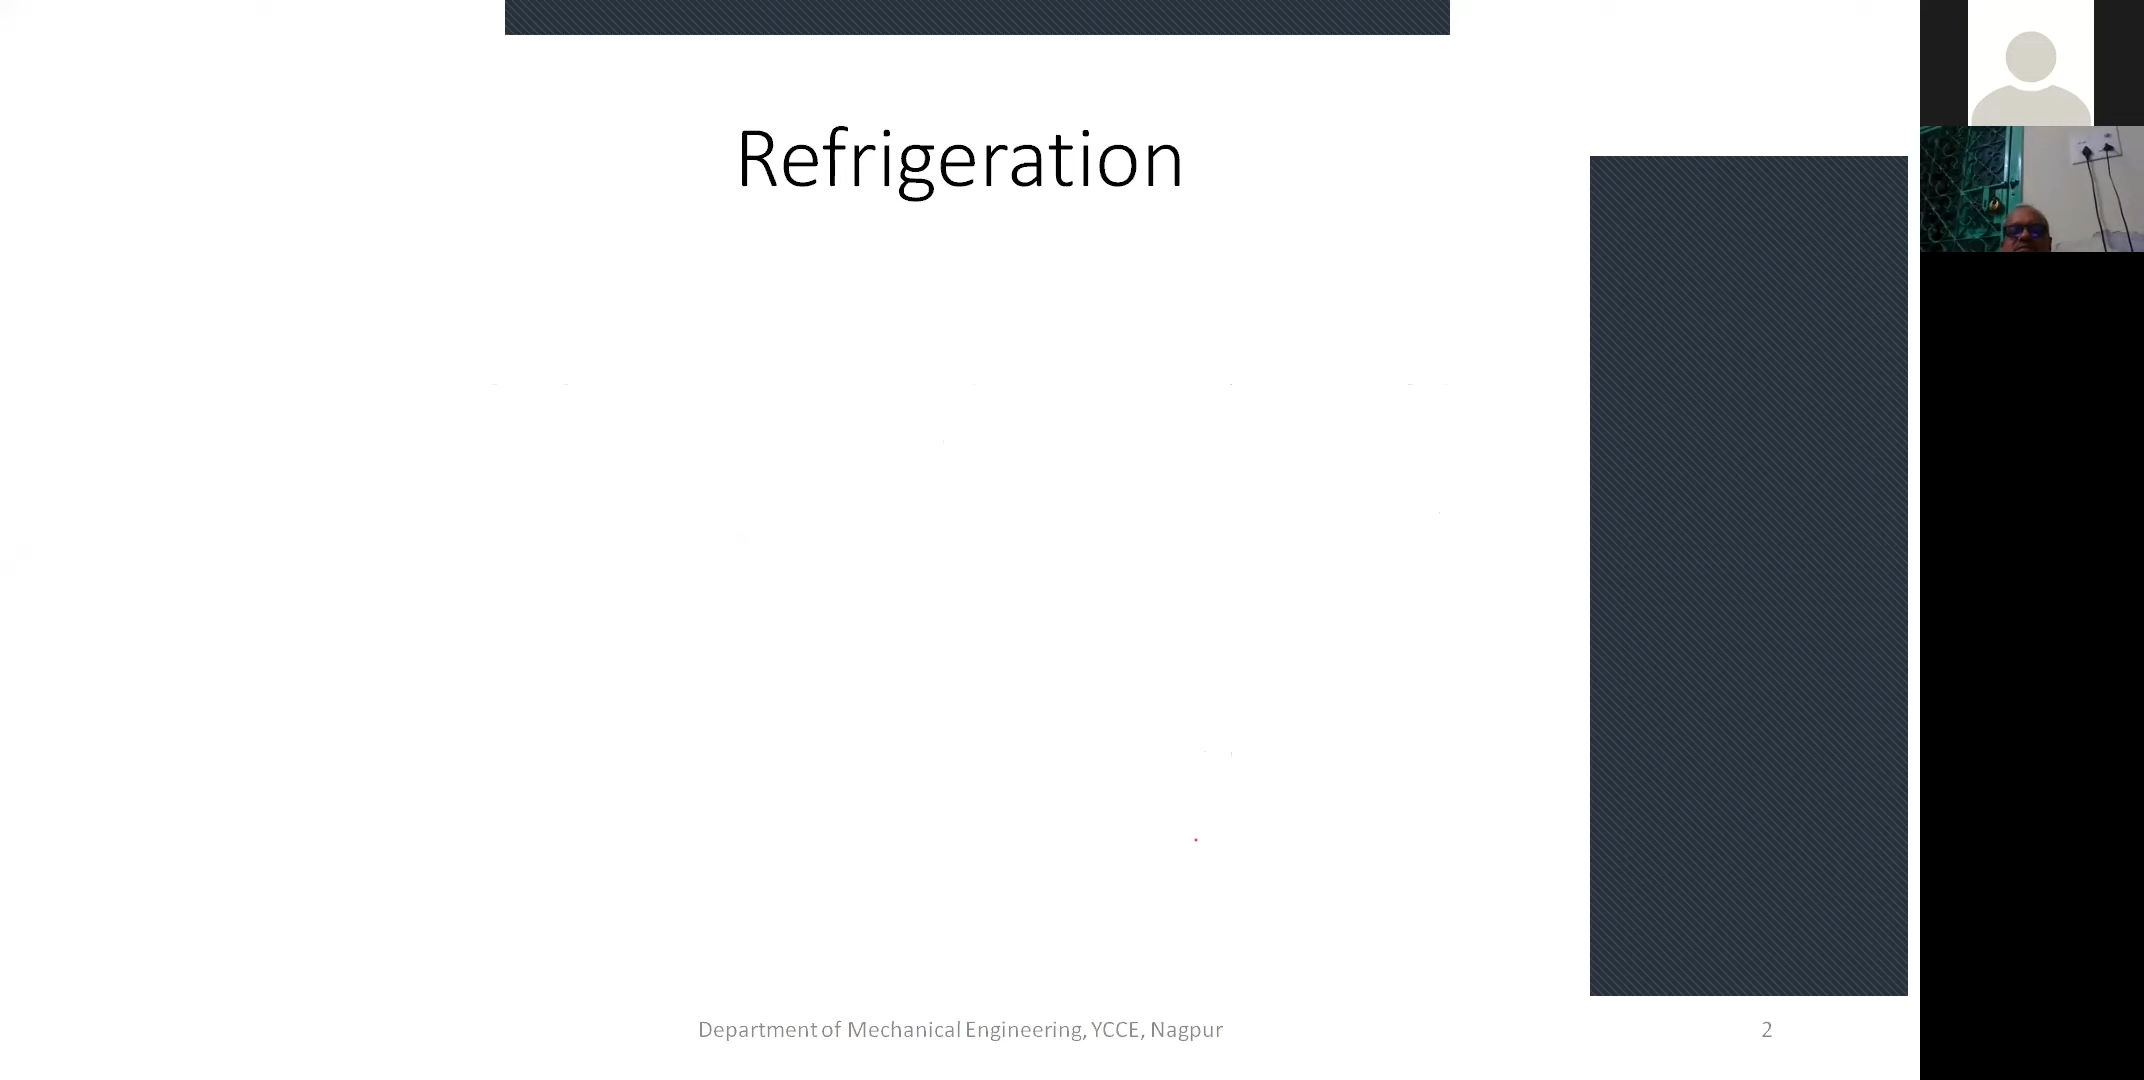 Refrigeration
Department of Mechanical Engineering, YCCE, Nagpur
2